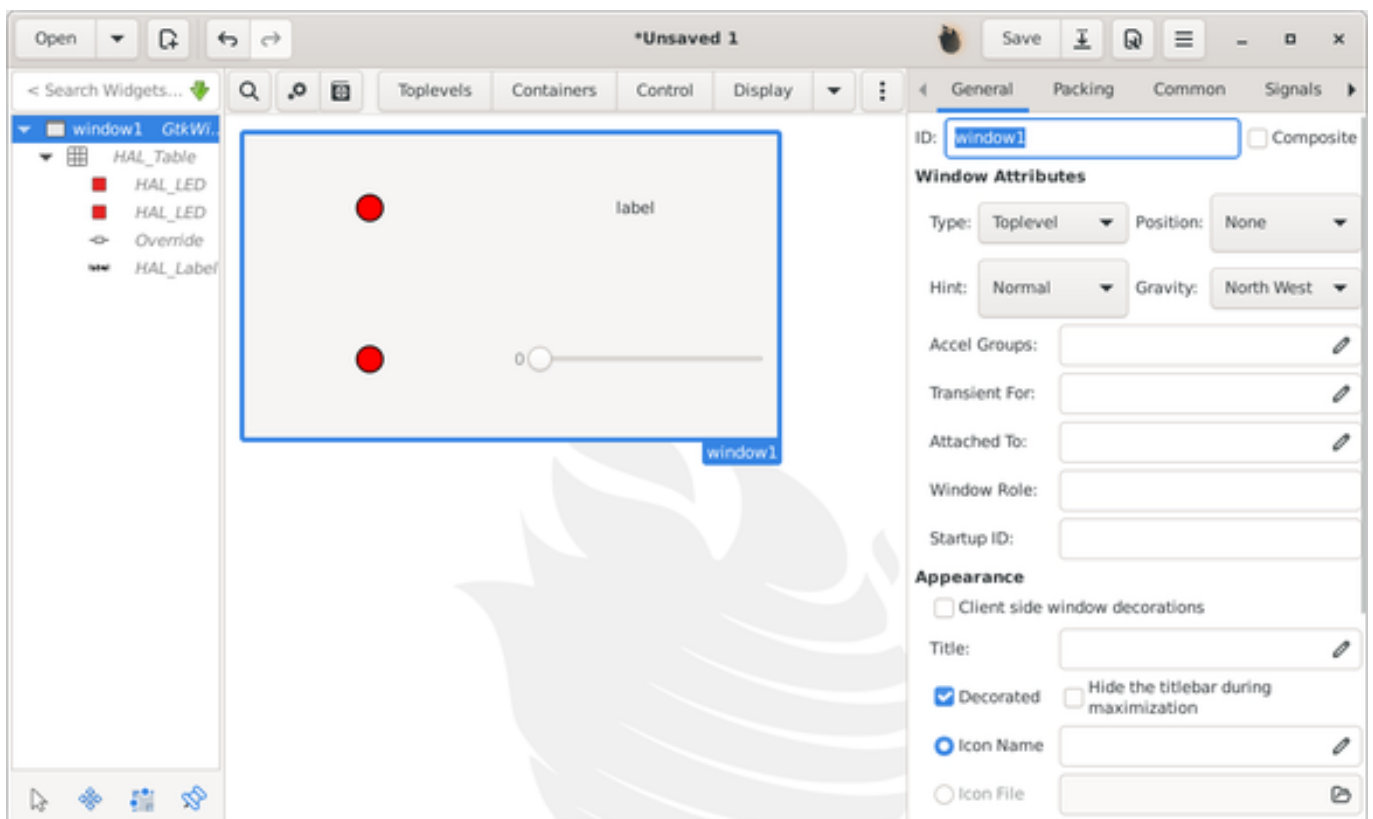 Open *Unsaved 1 Save
< Search Widgets... Toplevels Containers Control Display General Packing Common Signals
window1 GtkWi..
HAL_Table
HAL_LED
HAL_LED
Override
HAL_Label
label
0
window1
ID: window1 Composite
Window Attributes
Type: Toplevel Position: None
Hint: Normal Gravity: North West
Accel Groups:
Transient For:
Attached To:
Window Role:
Startup ID:
Appearance
Client side window decorations
Title:
Decorated Hide the titlebar during
maximization
Icon Name
Icon File